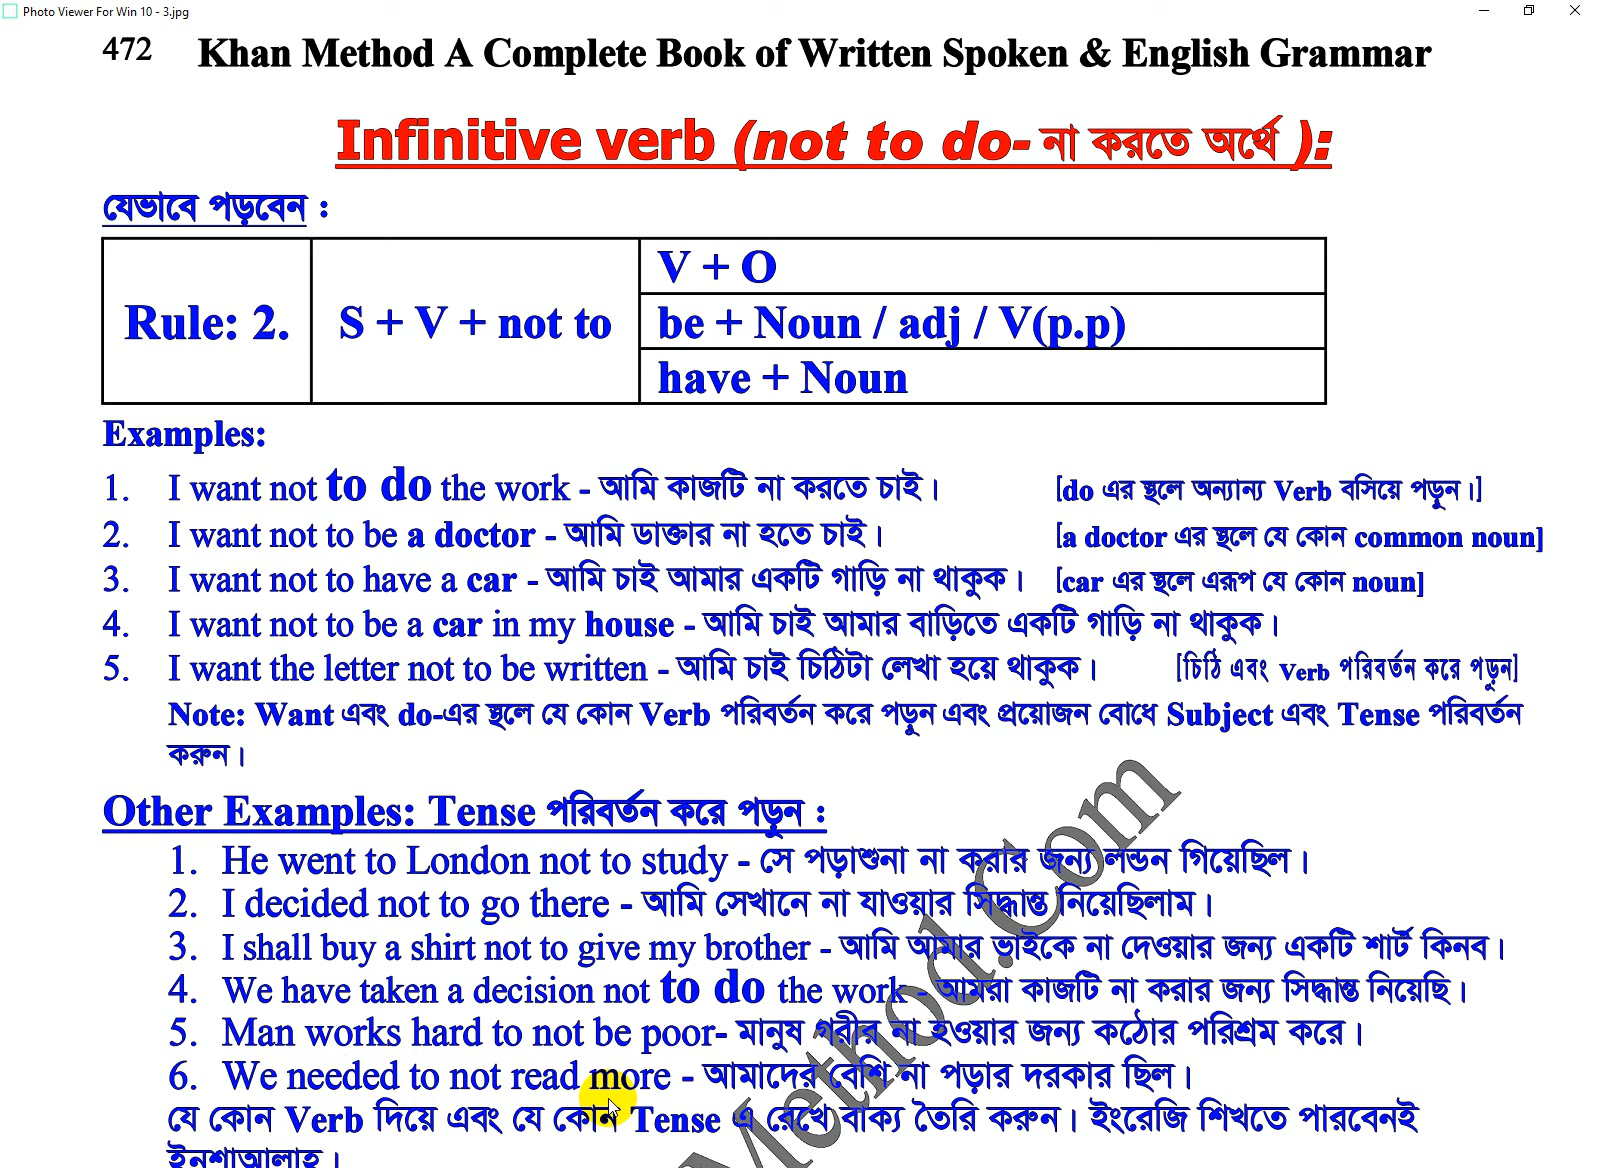 Photo Viewer For Win 10 - 3.jpg
472 Khan Method A Complete Book of Written Spoken & English Grammar
Infinitive verb (not to do- না করতে অর্থে ):
যেভাবে পড়বেন :
Rule: 2. S + V + not to
V + O
be + Noun / adj / V(p.p)
have + Noun
Examples:
1. I want not to do the work - আমি কাজটি না করতে চাই। [do এর স্থলে অন্যান্য Verb বসিয়ে পড়ুন।]
2. I want not to be a doctor - আমি ডাক্তার না হতে চাই। [a doctor এর স্থলে যে কোন common noun]
3. I want not to have a car - আমি চাই আমার একটি গাড়ি না থাকুক। [car এর স্থলে এরূপ যে কোন noun]
4. I want not to be a car in my house - আমি চাই আমার বাড়িতে একটি গাড়ি না থাকুক।
5. I want the letter not to be written - আমি চাই চিঠিটা লেখা হয়ে থাকুক। [চিঠি এবং Verb পরিবর্তন করে পড়ুন]
Note: Want এবং do-এর স্থলে যে কোন Verb পরিবর্তন করে পড়ুন এবং প্রয়োজন বোধে Subject এবং Tense পরিবর্তন
করুন।
Other Examples: Tense পরিবর্তন করে পড়ুন :
1. He went to London not to study - সে পড়াশুনা না করার জন্য লন্ডন গিয়েছিল।
2. I decided not to go there - আমি সেখানে না যাওয়ার সিদ্ধান্ত নিয়েছিলাম।
3. I shall buy a shirt not to give my brother - আমি আমার ভাইকে না দেওয়ার জন্য একটি শার্ট কিনব।
4. We have taken a decision not to do the work - আমরা কাজটি না করার জন্য সিদ্ধান্ত নিয়েছি।
5. Man works hard to not be poor- মানুষ গরীব না হওয়ার জন্য কঠোর পরিশ্রম করে।
6. We needed to not read more - আমাদের বেশি না পড়ার দরকার ছিল।
যে কোন Verb দিয়ে এবং যে কোন Tense এ রেখে বাক্য তৈরি করুন। ইংরেজি শিখতে পারবেনই
ইনশাআলাহ।
Method.Com